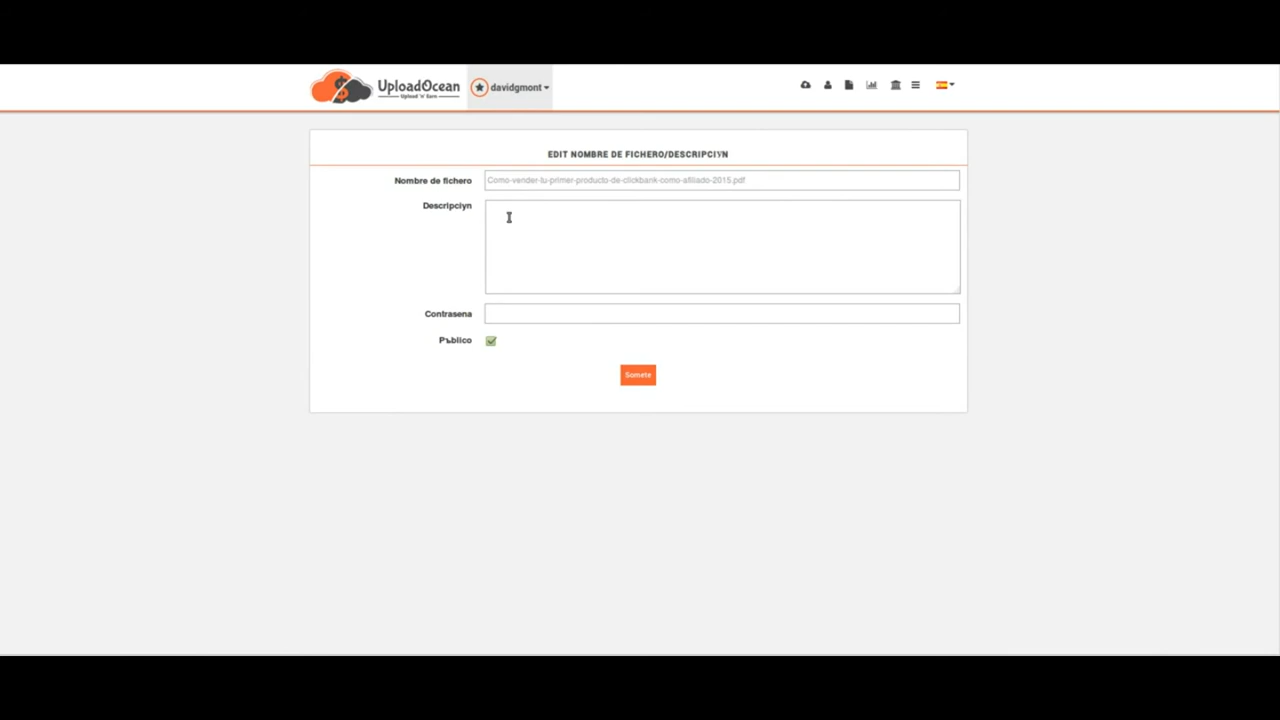 UploadOcean
Upload 'n' Earn
davidgmont
EDIT NOMBRE DE FICHERO/DESCRIPCIYN
Nombre de fichero
Como-vender-tu-primer-producto-de-clickbank-como-afiliado-2015.pdf
Descripciyn
Contrasena
Pъblico
Somete